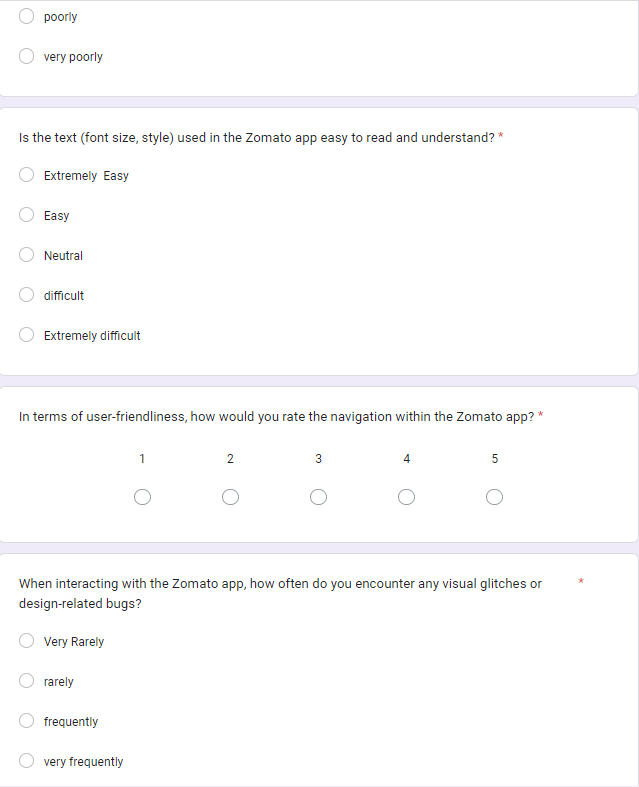 poorly
very poorly
Is the text (font size, style) used in the Zomato app easy to read and understand? *
Extremely  Easy
Easy
Neutral
difficult
Extremely difficult
In terms of user-friendliness, how would you rate the navigation within the Zomato app? *
1 2 3 4 5
When interacting with the Zomato app, how often do you encounter any visual glitches or *
design-related bugs?
Very Rarely
rarely
frequently
very frequently